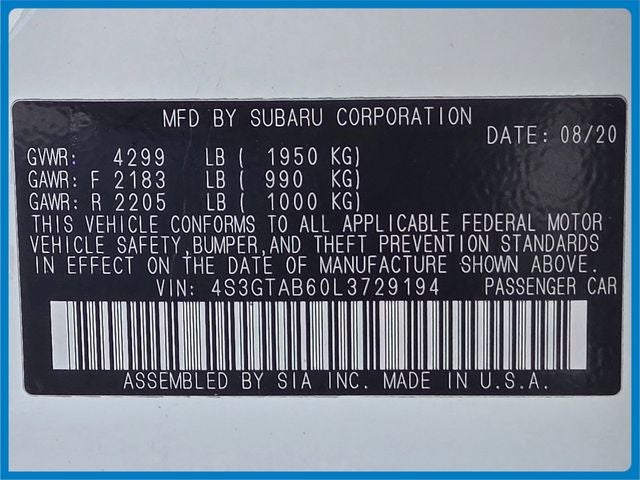 MFD BY SUBARU CORPORATION
DATE: 08/20
GVWR: 4299 LB ( 1950 KG)
GAWR: F 2183 LB ( 990 KG)
GAWR: R 2205 LB ( 1000 KG)
THIS VEHICLE CONFORMS TO ALL APPLICABLE FEDERAL MOTOR
VEHICLE SAFETY,BUMPER,AND THEFT PREVENTION STANDARDS
IN EFFECT ON THE DATE OF MANUFACTURE SHOWN ABOVE.
VIN: 4S3GTAB60L3729194 PASSENGER CAR
ASSEMBLED BY SIA INC. MADE IN U.S.A.